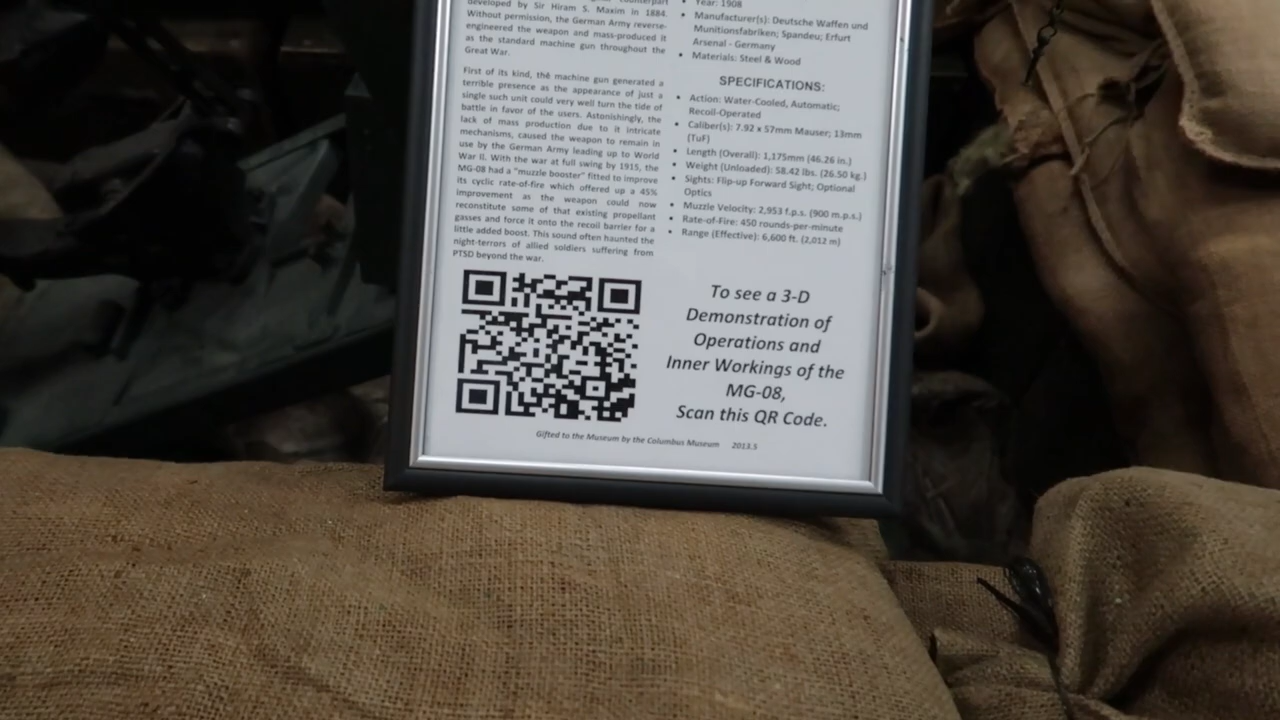 developed by Sir Hiram S. Maxim in 1884.
Without permission, the German Army reverse-
engineered the weapon and mass-produced it
as the standard machine gun throughout the
Great War.
First of its kind, the machine gun generated a
terrible presence as the appearance of just a
single such unit could very well turn the tide of
battle in favor of the users. Astonishingly, the
lack of mass production due to it intricate
mechanisms, caused the weapon to remain in
use by the German Army leading up to World
War II. With the war at full swing by 1915, the
MG-08 had a "muzzle booster" fitted to improve
its cyclic rate-of-fire which offered up a 45%
improvement as the weapon could now
reconstitute some of that existing propellant
gasses and force it onto the recoil barrier for a
little added boost. This sound often haunted the
night-terrors of allied soldiers suffering from
PTSD beyond the war.
• Year: 1908
• Manufacturer(s): Deutsche Waffen und
Munitionsfabriken; Spandeu; Erfurt
Arsenal - Germany
• Materials: Steel & Wood
SPECIFICATIONS:
• Action: Water-Cooled, Automatic;
Recoil-Operated
• Caliber(s): 7.92 x 57mm Mauser; 13mm
(TuF)
• Length (Overall): 1,175mm (46.26 in.)
• Weight (Unloaded): 58.42 lbs. (26.50 kg.)
• Sights: Flip-up Forward Sight; Optional
Optics
• Muzzle Velocity: 2,953 f.p.s. (900 m.p.s.)
• Rate-of-Fire: 450 rounds-per-minute
• Range (Effective): 6,600 ft. (2,012 m)
To see a 3-D
Demonstration of
Operations and
Inner Workings of the
MG-08,
Scan this QR Code.
Gifted to the Museum by the Columbus Museum 2013.5